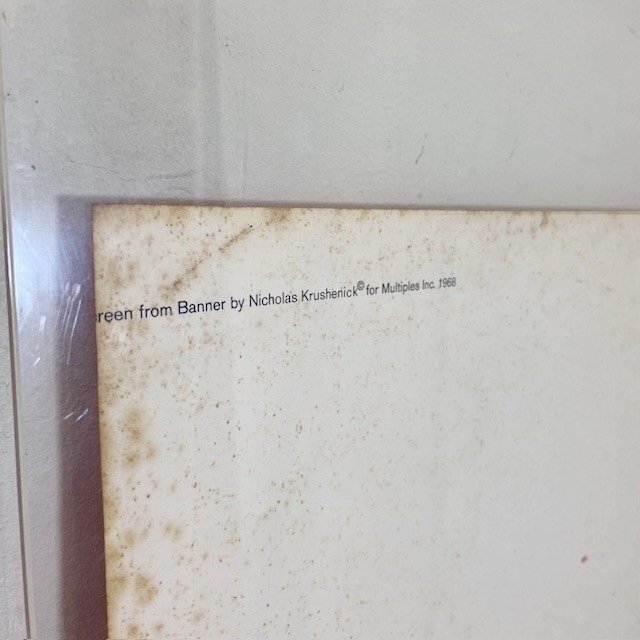 reen from Banner by Nicholas Krushenick© for Multiples Inc. 1968